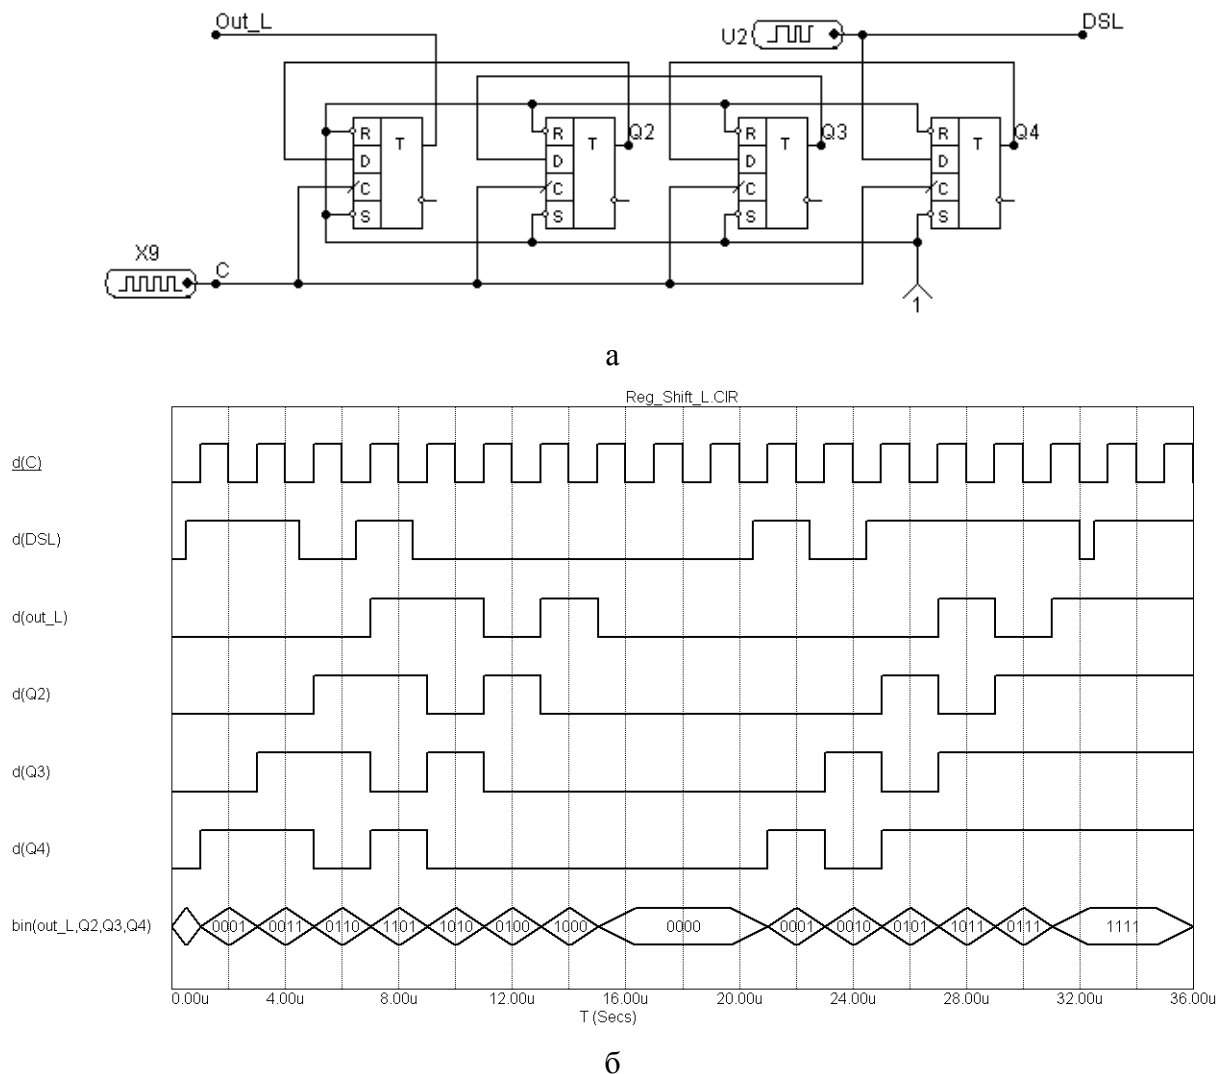 Out_L
U2
DSL
R T R T Q2 R T Q3 R T Q4
D D D D
C C C C
S S S S
X9
C
1
а
Reg_Shift_L.CIR
d(C)
d(DSL)
d(out_L)
d(Q2)
d(Q3)
d(Q4)
bin(out_L,Q2,Q3,Q4) 0001 0011 0110 1101 1010 0100 1000 0000 0001 0010 0101 1011 0111 1111
0.00u 4.00u 8.00u 12.00u 16.00u 20.00u 24.00u 28.00u 32.00u 36.00u
T (Secs)
б